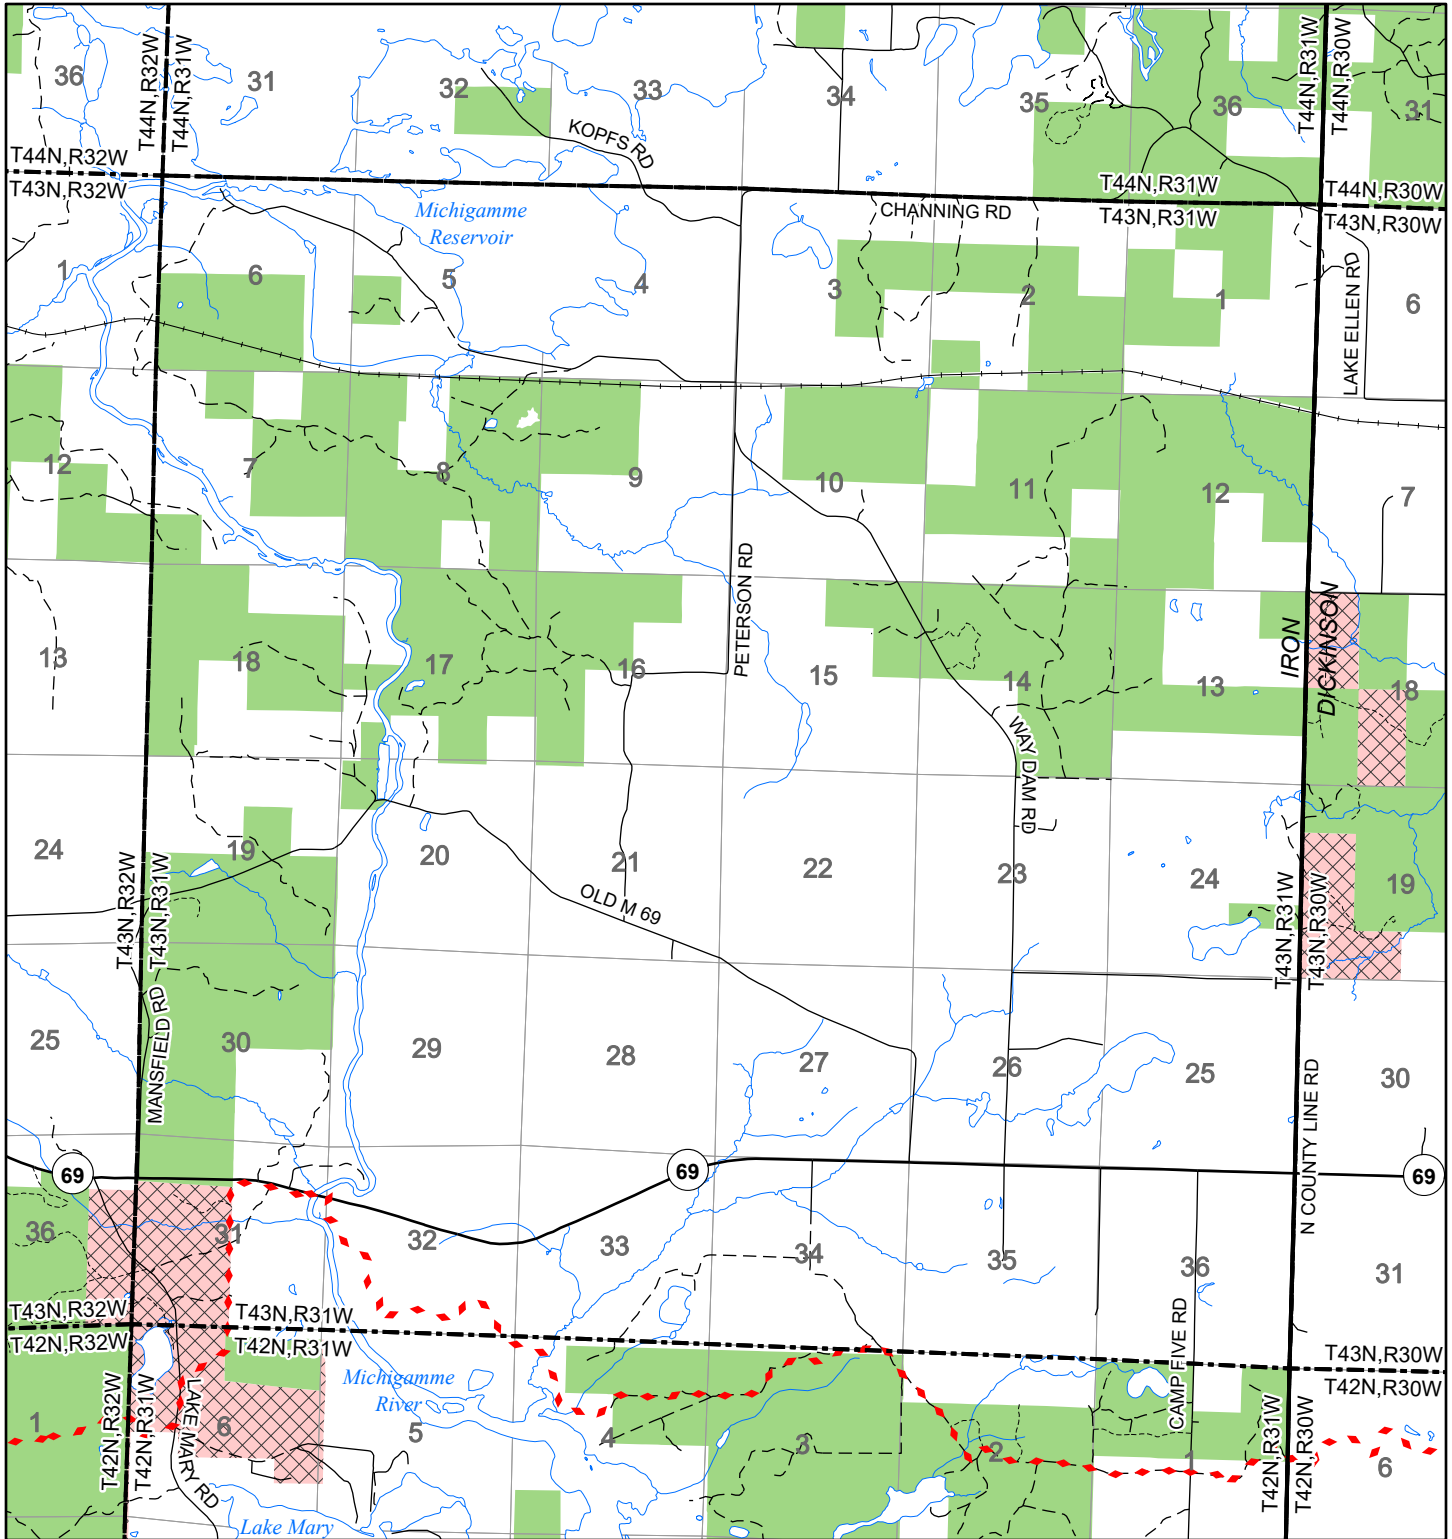 36
31
32
33
34
35
36
31
T44N,R32W
T44N,R31W
T44N,R31W
T44N,R30W
KOPFS RD
T44N,R32W
T43N,R32W
T44N,R31W
T43N,R31W
T44N,R30W
T43N,R30W
CHANNING RD
Michigamme
Reservoir
1
6
5
4
3
2
1
6
LAKE ELLEN RD
12
7
8
9
10
11
12
7
PETERSON RD
13
18
17
16
15
14
13
18
IRON
DICKINSON
WAY DAM RD
24
19
20
21
22
23
24
19
OLD M 69
T43N,R32W
T43N,R31W
T43N,R31W
T43N,R30W
MANSFIELD RD
25
30
29
28
27
26
25
30
N COUNTY LINE RD
69
69
69
36
31
32
33
34
35
36
31
T43N,R32W
T42N,R32W
T43N,R31W
T42N,R31W
T43N,R30W
T42N,R30W
CAMP FIVE RD
Michigamme
River
T42N,R32W
T42N,R31W
LAKE MARY RD
T42N,R31W
T42N,R30W
1
6
5
4
3
2
1
6
Lake Mary